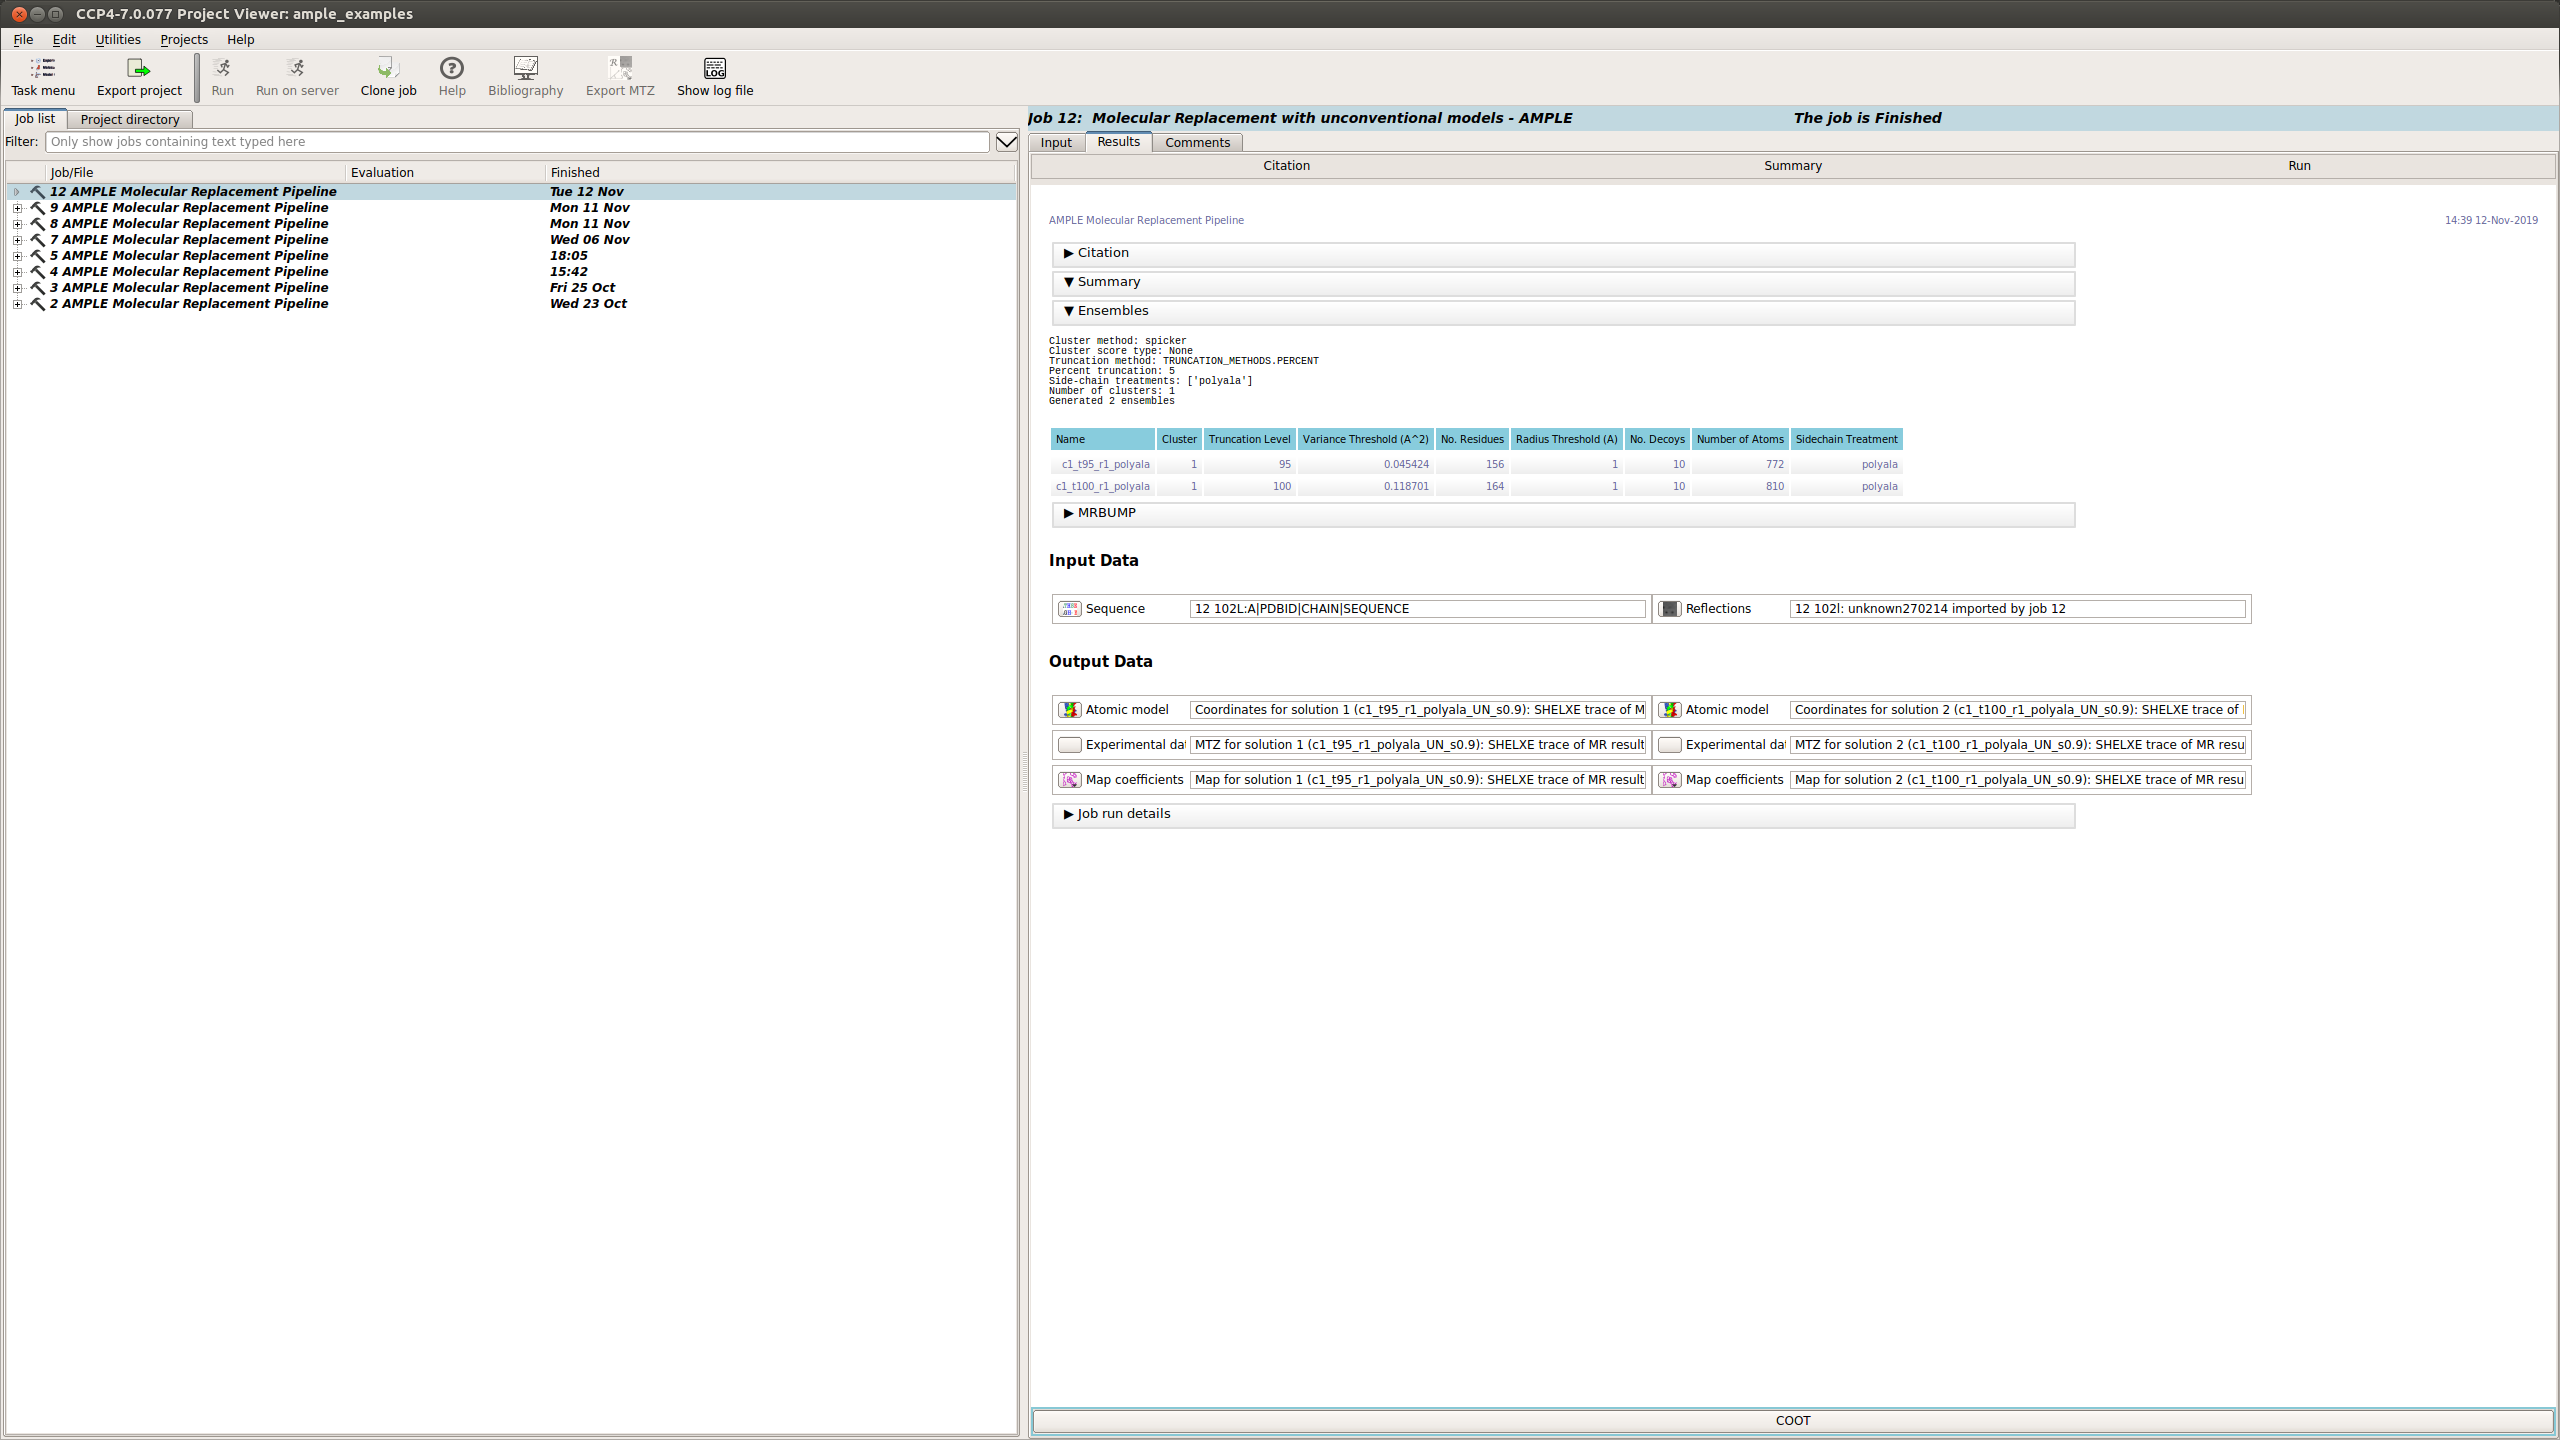 CCP4-7.0.077 Project Viewer: ample_examples
File Edit Utilities Projects Help
Task menu Export project Run Run on server Clone job Help Bibliography Export MTZ Show log file
Job list Project directory
Filter: Only show jobs containing text typed here
Job/File Evaluation Finished
12 AMPLE Molecular Replacement Pipeline Tue 12 Nov
9 AMPLE Molecular Replacement Pipeline Mon 11 Nov
8 AMPLE Molecular Replacement Pipeline Mon 11 Nov
7 AMPLE Molecular Replacement Pipeline Wed 06 Nov
5 AMPLE Molecular Replacement Pipeline 18:05
4 AMPLE Molecular Replacement Pipeline 15:42
3 AMPLE Molecular Replacement Pipeline Fri 25 Oct
2 AMPLE Molecular Replacement Pipeline Wed 23 Oct
Job 12: Molecular Replacement with unconventional models - AMPLE The job is Finished
Input Results Comments
Citation Summary Run
AMPLE Molecular Replacement Pipeline 14:39 12-Nov-2019
▶ Citation
▼ Summary
▼ Ensembles
Cluster method: spicker
Cluster score type: None
Truncation method: TRUNCATION_METHODS.PERCENT
Percent truncation: 5
Side-chain treatments: ['polyala']
Number of clusters: 1
Generated 2 ensembles
Name Cluster Truncation Level Variance Threshold (A^2) No. Residues Radius Threshold (A) No. Decoys Number of Atoms Sidechain Treatment
c1_t95_r1_polyala 1 95 0.045424 156 1 10 772 polyala
c1_t100_r1_polyala 1 100 0.118701 164 1 10 810 polyala
▶ MRBUMP
Input Data
Sequence 12 102L:A|PDBID|CHAIN|SEQUENCE Reflections 12 102l: unknown270214 imported by job 12
Output Data
Atomic model Coordinates for solution 1 (c1_t95_r1_polyala_UN_s0.9): SHELXE trace of M Atomic model Coordinates for solution 2 (c1_t100_r1_polyala_UN_s0.9): SHELXE trace of
Experimental dat MTZ for solution 1 (c1_t95_r1_polyala_UN_s0.9): SHELXE trace of MR result Experimental dat MTZ for solution 2 (c1_t100_r1_polyala_UN_s0.9): SHELXE trace of MR resu
Map coefficients Map for solution 1 (c1_t95_r1_polyala_UN_s0.9): SHELXE trace of MR result Map coefficients Map for solution 2 (c1_t100_r1_polyala_UN_s0.9): SHELXE trace of MR resu
▶ Job run details
COOT